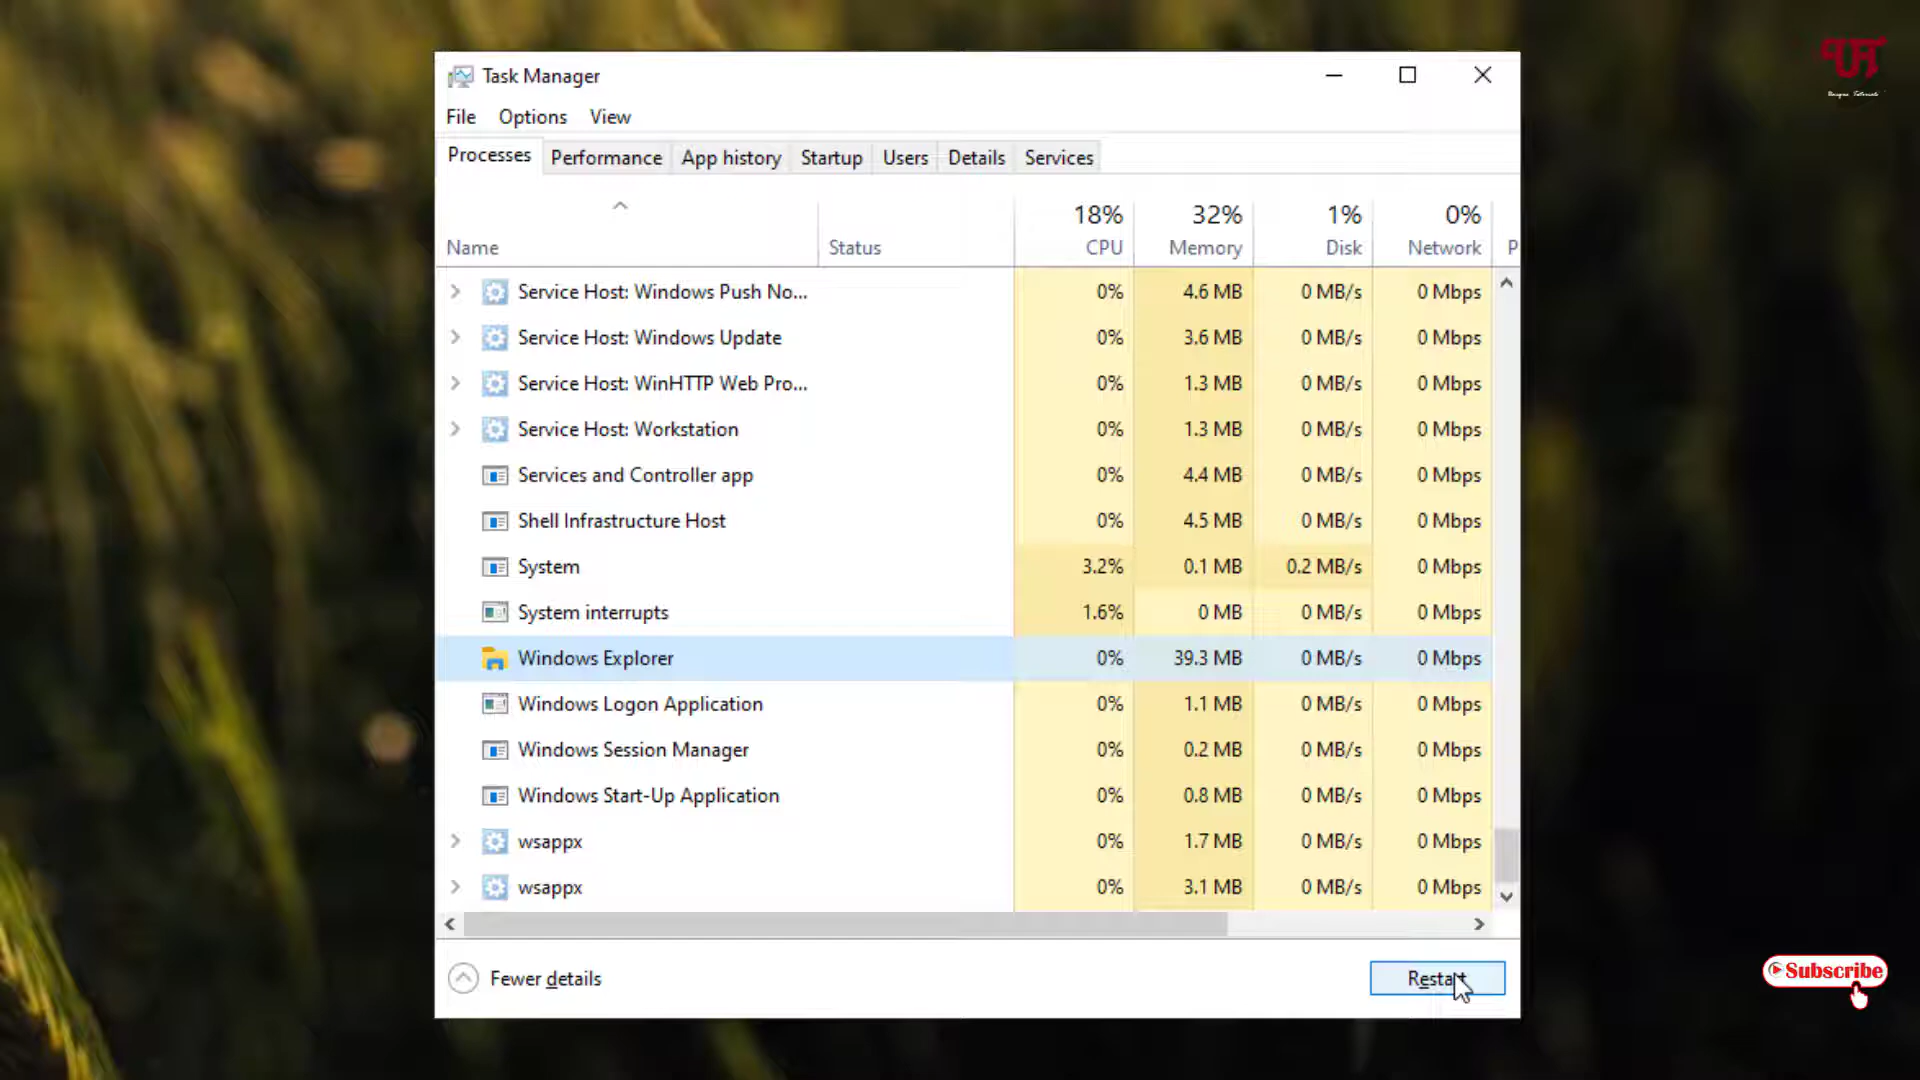 UT
Unique Tutorials
Task Manager
File Options View
Processes Performance App history Startup Users Details Services
18% 32% 1% 0%
Name Status CPU Memory Disk Network P
Service Host: Windows Push No... 0% 4.6 MB 0 MB/s 0 Mbps
Service Host: Windows Update 0% 3.6 MB 0 MB/s 0 Mbps
Service Host: WinHTTP Web Pro... 0% 1.3 MB 0 MB/s 0 Mbps
Service Host: Workstation 0% 1.3 MB 0 MB/s 0 Mbps
Services and Controller app 0% 4.4 MB 0 MB/s 0 Mbps
Shell Infrastructure Host 0% 4.5 MB 0 MB/s 0 Mbps
System 3.2% 0.1 MB 0.2 MB/s 0 Mbps
System interrupts 1.6% 0 MB 0 MB/s 0 Mbps
Windows Explorer 0% 39.3 MB 0 MB/s 0 Mbps
Windows Logon Application 0% 1.1 MB 0 MB/s 0 Mbps
Windows Session Manager 0% 0.2 MB 0 MB/s 0 Mbps
Windows Start-Up Application 0% 0.8 MB 0 MB/s 0 Mbps
wsappx 0% 1.7 MB 0 MB/s 0 Mbps
wsappx 0% 3.1 MB 0 MB/s 0 Mbps
Fewer details Restart
Subscribe